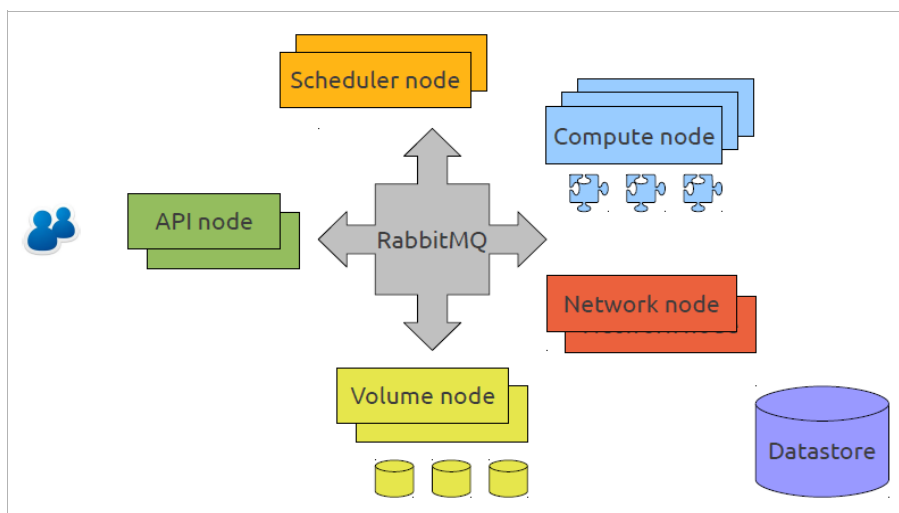 Scheduler node
Compute node
API node
RabbitMQ
Network node
Volume node
Datastore